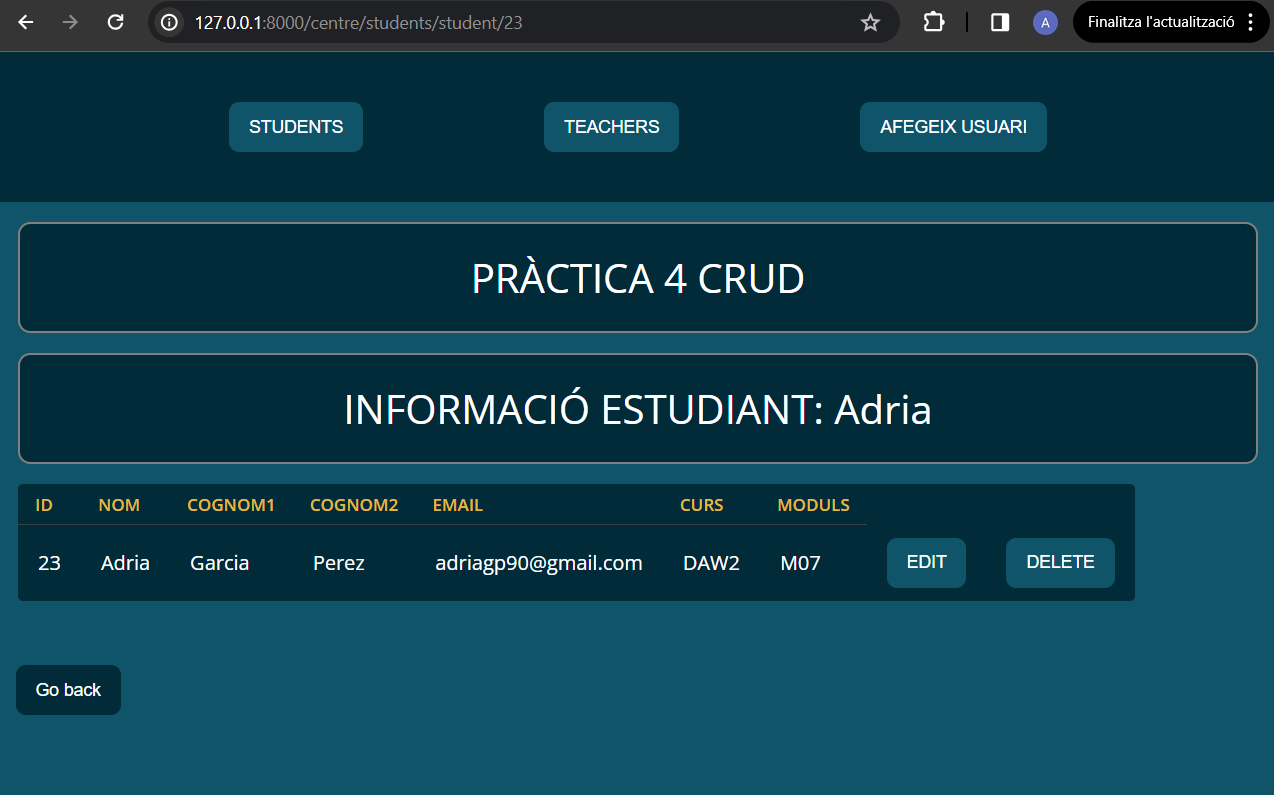 127.0.0.1:8000/centre/students/student/23 A Finalitza l'actualització
STUDENTS TEACHERS AFEGEIX USUARI
PRÀCTICA 4 CRUD
INFORMACIÓ ESTUDIANT: Adria
ID NOM COGNOM1 COGNOM2 EMAIL CURS MODULS
23 Adria Garcia Perez adriagp90@gmail.com DAW2 M07 EDIT DELETE
Go back